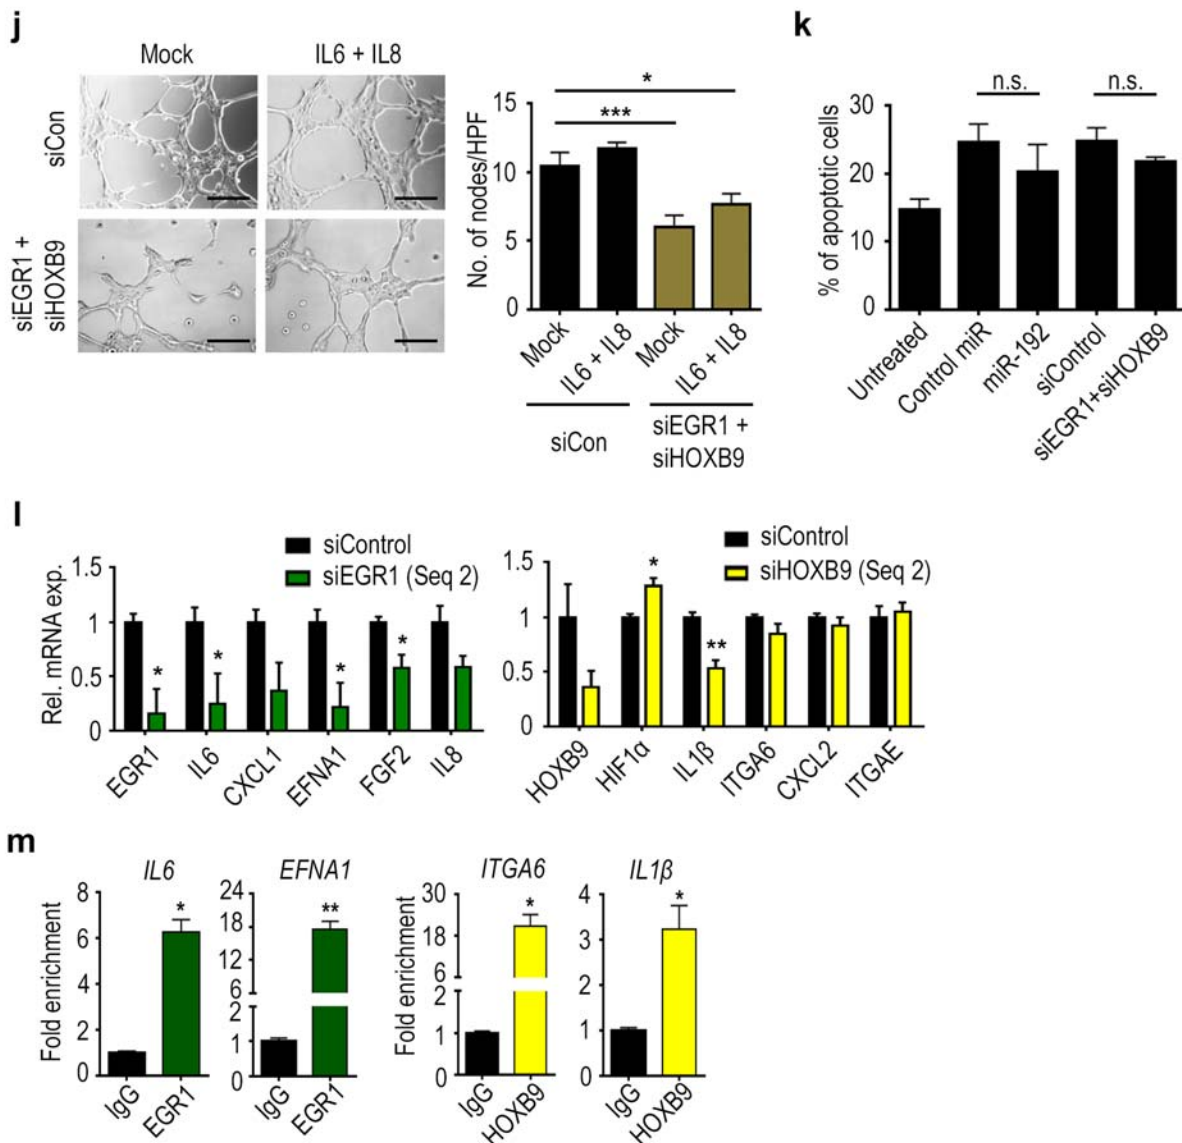 j
Mock
IL6 + IL8
siCon
siEGR1 +
siHOXB9
No. of nodes/HPF
15
10
5
0
*
***
Mock
IL6 + IL8
Mock
IL6 + IL8
siCon
siEGR1 +
siHOXB9
k
% of apoptotic cells
30
20
10
0
n.s.
n.s.
Untreated
Control miR
miR-192
siControl
siEGR1+siHOXB9
l
siControl
siEGR1 (Seq 2)
Rel. mRNA exp.
1.5
1
0.5
0
*
*
*
*
EGR1
IL6
CXCL1
EFNA1
FGF2
IL8
siControl
siHOXB9 (Seq 2)
1.5
1.0
0.5
0
*
**
HOXB9
HIF1α
IL1β
ITGA6
CXCL2
ITGAE
m
IL6
Fold enrichment
8
6
4
2
0
*
IgG
EGR1
EFNA1
24
18
12
6
2
1
0
**
IgG
EGR1
ITGA6
Fold enrichment
30
18
6
2
1
0
*
IgG
HOXB9
IL1β
4
3
2
1
0
*
IgG
HOXB9